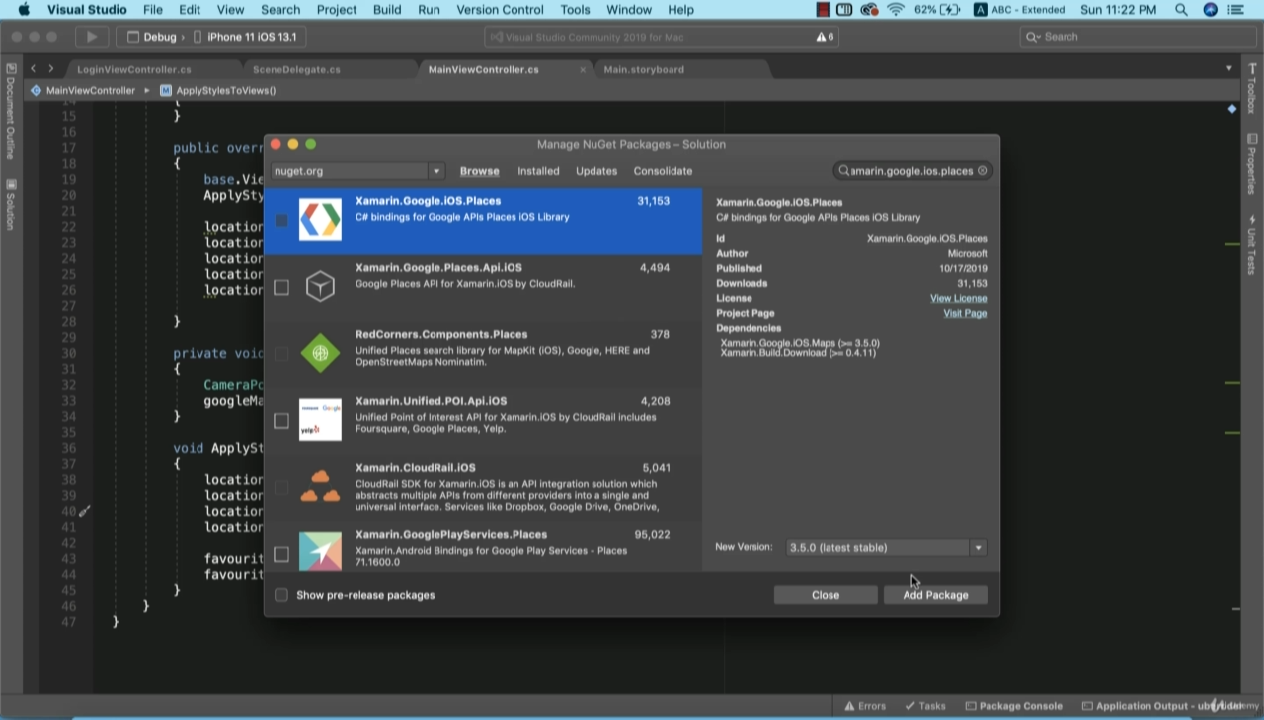 Visual Studio File Edit View Search Project Build Run Version Control Tools Window Help 62% A ABC - Extended Sun 11:22 PM
Debug › iPhone 11 iOS 13.1 Visual Studio Community 2019 for Mac 6 Search
LoginViewController.cs SceneDelegate.cs MainViewController.cs Main.storyboard
MainViewController ▸ M ApplyStylesToViews()
Document Outline
Solution
Toolbox
Properties
Unit Tests
14 {
15 }
16
17 public overr
18 {
19 base.Vie
20 ApplySty
21
22 location
23 location
24 location
25 location
26 location
27
28 }
29
30 private void
31 {
32 CameraPo
33 googleMa
34 }
35
36 void ApplySt
37 {
38 location
39 location
40 location
41 location
42
43 favourit
44 favourit
45 }
46 }
47 }
Manage NuGet Packages – Solution
nuget.org Browse Installed Updates Consolidate amarin.google.ios.places
Xamarin.Google.iOS.Places 31,153
C# bindings for Google APIs Places iOS Library
Xamarin.Google.Places.Api.iOS 4,494
Google Places API for Xamarin.iOS by CloudRail.
RedCorners.Components.Places 378
Unified Places search library for MapKit (iOS), Google, HERE and
OpenStreetMaps Nominatim.
Xamarin.Unified.POI.Api.iOS 4,208
Unified Point of Interest API for Xamarin.iOS by CloudRail includes
Foursquare, Google Places, Yelp.
Google
yelp
Xamarin.CloudRail.iOS 5,041
CloudRail SDK for Xamarin.iOS is an API integration solution which
abstracts multiple APIs from different providers into a single and
universal interface. Services like Dropbox, Google Drive, OneDrive,
Xamarin.GooglePlayServices.Places 95,022
Xamarin.Android Bindings for Google Play Services - Places
71.1600.0
Xamarin.Google.iOS.Places
C# bindings for Google APIs Places iOS Library
Id Xamarin.Google.iOS.Places
Author Microsoft
Published 10/17/2019
Downloads 31,153
License View License
Project Page Visit Page
Dependencies
Xamarin.Google.iOS.Maps (>= 3.5.0)
Xamarin.Build.Download (>= 0.4.11)
New Version: 3.5.0 (latest stable)
Show pre-release packages Close Add Package
Errors Tasks Package Console Application Output - ub